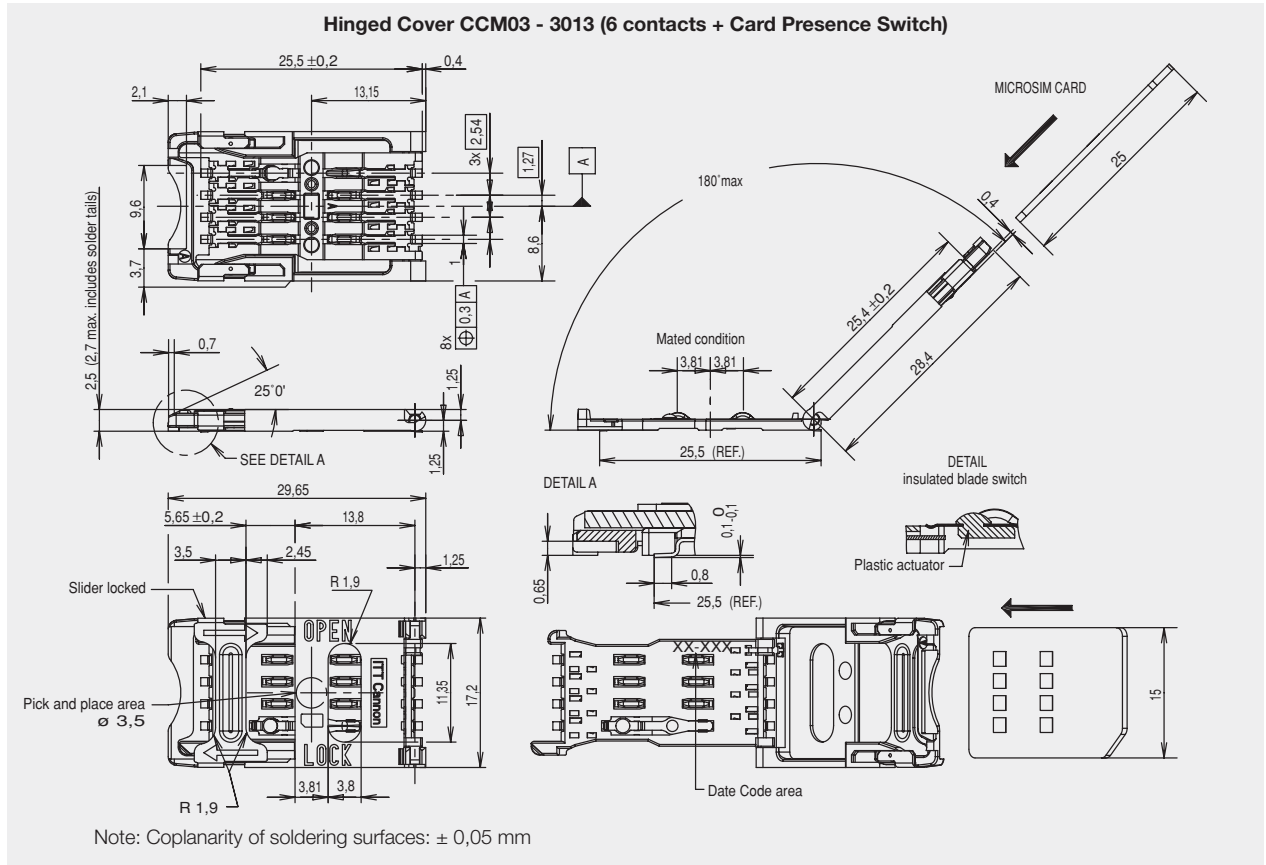 Hinged Cover CCM03 - 3013 (6 contacts + Card Presence Switch)
25,5 ±0,2
0,4
2,1
13,15
3x 2,54
1,27
A
9,6
3,7
8,6
1
8x ⌖ 0,3 A
MICROSIM CARD
25
0,4
180˚max
25,4 ±0,2
28,4
Mated condition
3,81
3,81
25,5 (REF.)
2,5 (2,7 max. includes solder tails)
0,7
25˚0'
1,25
1,25
SEE DETAIL A
29,65
5,65 ±0,2
13,8
3,5
2,45
1,25
Slider locked
R 1,9
OPEN
ITT Cannon
11,35
17,2
Pick and place area
ø 3,5
LOCK
R 1,9
3,81
3,8
DETAIL A
0
0,1-0,1
0,65
0,8
25,5 (REF.)
DETAIL
insulated blade switch
Plastic actuator
XX-XXX
15
Date Code area
Note: Coplanarity of soldering surfaces: ± 0,05 mm